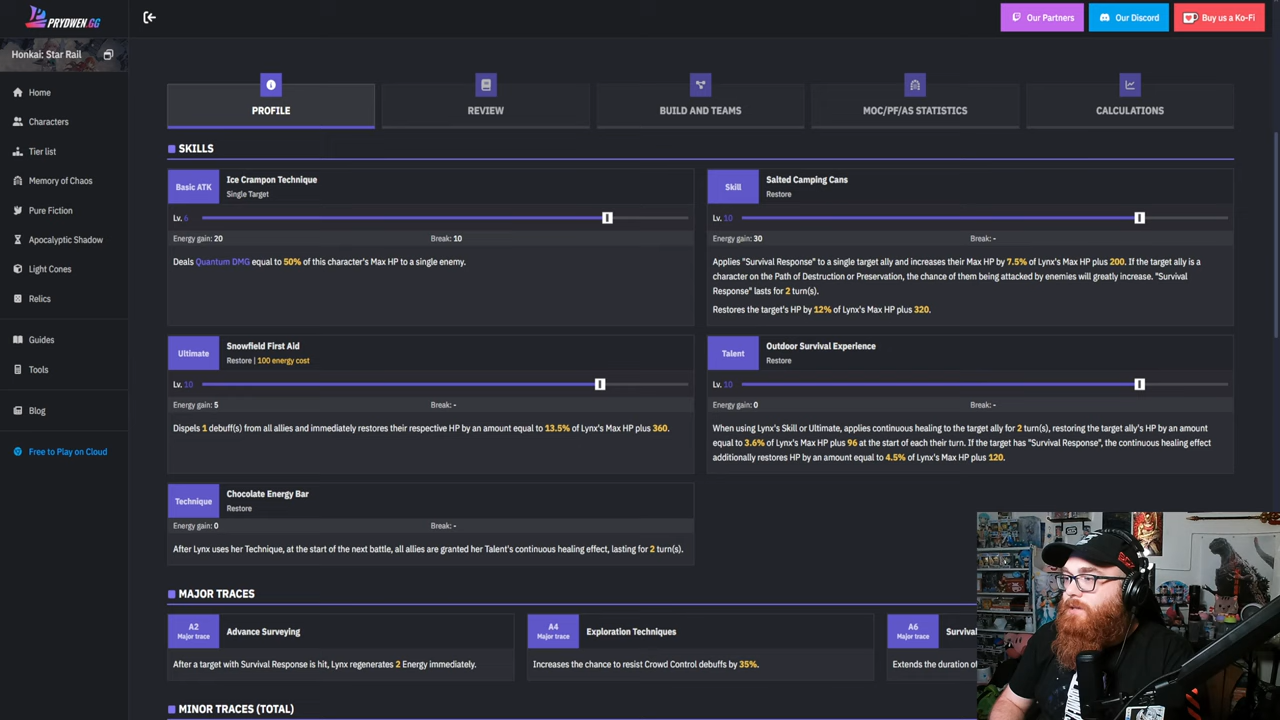 PRYDWEN.GG
Our Partners
Our Discord
Buy us a Ko-Fi
Honkai: Star Rail
Home
Characters
Tier list
Memory of Chaos
Pure Fiction
Apocalyptic Shadow
Light Cones
Relics
Guides
Tools
Blog
Free to Play on Cloud
PROFILE
REVIEW
BUILD AND TEAMS
MOC/PF/AS STATISTICS
CALCULATIONS
SKILLS
Basic ATK
Ice Crampon Technique
Single Target
Lv. 6
Energy gain: 20
Break: 10
Deals Quantum DMG equal to 50% of this character's Max HP to a single enemy.
Skill
Salted Camping Cans
Restore
Lv. 10
Energy gain: 30
Break: -
Applies "Survival Response" to a single target ally and increases their Max HP by 7.5% of Lynx's Max HP plus 200. If the target ally is a
character on the Path of Destruction or Preservation, the chance of them being attacked by enemies will greatly increase. "Survival
Response" lasts for 2 turn(s).
Restores the target's HP by 12% of Lynx's Max HP plus 320.
Ultimate
Snowfield First Aid
Restore | 100 energy cost
Lv. 10
Energy gain: 5
Break: -
Dispels 1 debuff(s) from all allies and immediately restores their respective HP by an amount equal to 13.5% of Lynx's Max HP plus 360.
Talent
Outdoor Survival Experience
Restore
Lv. 10
Energy gain: 0
Break: -
When using Lynx's Skill or Ultimate, applies continuous healing to the target ally for 2 turn(s), restoring the target ally's HP by an amount
equal to 3.6% of Lynx's Max HP plus 96 at the start of each their turn. If the target has "Survival Response", the continuous healing effect
additionally restores HP by an amount equal to 4.5% of Lynx's Max HP plus 120.
Technique
Chocolate Energy Bar
Restore
Energy gain: 0
Break: -
After Lynx uses her Technique, at the start of the next battle, all allies are granted her Talent's continuous healing effect, lasting for 2 turn(s).
MAJOR TRACES
A2
Major trace
Advance Surveying
After a target with Survival Response is hit, Lynx regenerates 2 Energy immediately.
A4
Major trace
Exploration Techniques
Increases the chance to resist Crowd Control debuffs by 35%.
A6
Major trace
Survival
Extends the duration of
MINOR TRACES (TOTAL)